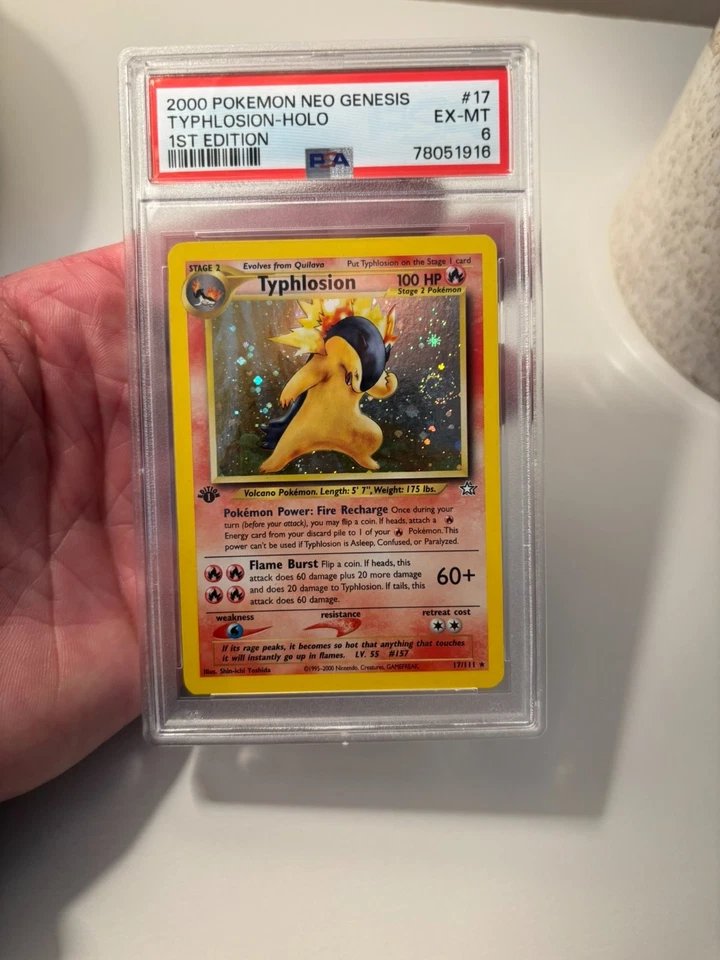 2000 POKEMON NEO GENESIS #17
TYPHLOSION-HOLO EX-MT
1ST EDITION 6
PSA 78051916
STAGE 2 Evolves from Quilava Put Typhlosion on the Stage 1 card
Typhlosion 100 HP
Stage 2 Pokémon
EDITION 1
Volcano Pokémon. Length: 5' 7", Weight: 175 lbs.
Pokémon Power: Fire Recharge Once during your
turn (before your attack), you may flip a coin. If heads, attach a
Energy card from your discard pile to 1 of your Pokémon. This
power can't be used if Typhlosion is Asleep, Confused, or Paralyzed.
Flame Burst Flip a coin. If heads, this
attack does 60 damage plus 20 more damage
and does 20 damage to Typhlosion. If tails, this
attack does 60 damage.
60+
weakness resistance retreat cost
If its rage peaks, it becomes so hot that anything that touches
it will instantly go up in flames. LV. 55 #157
Illus. Shin-ichi Yoshida ©1995-2000 Nintendo, Creatures, GAMEFREAK. 17/111 ★